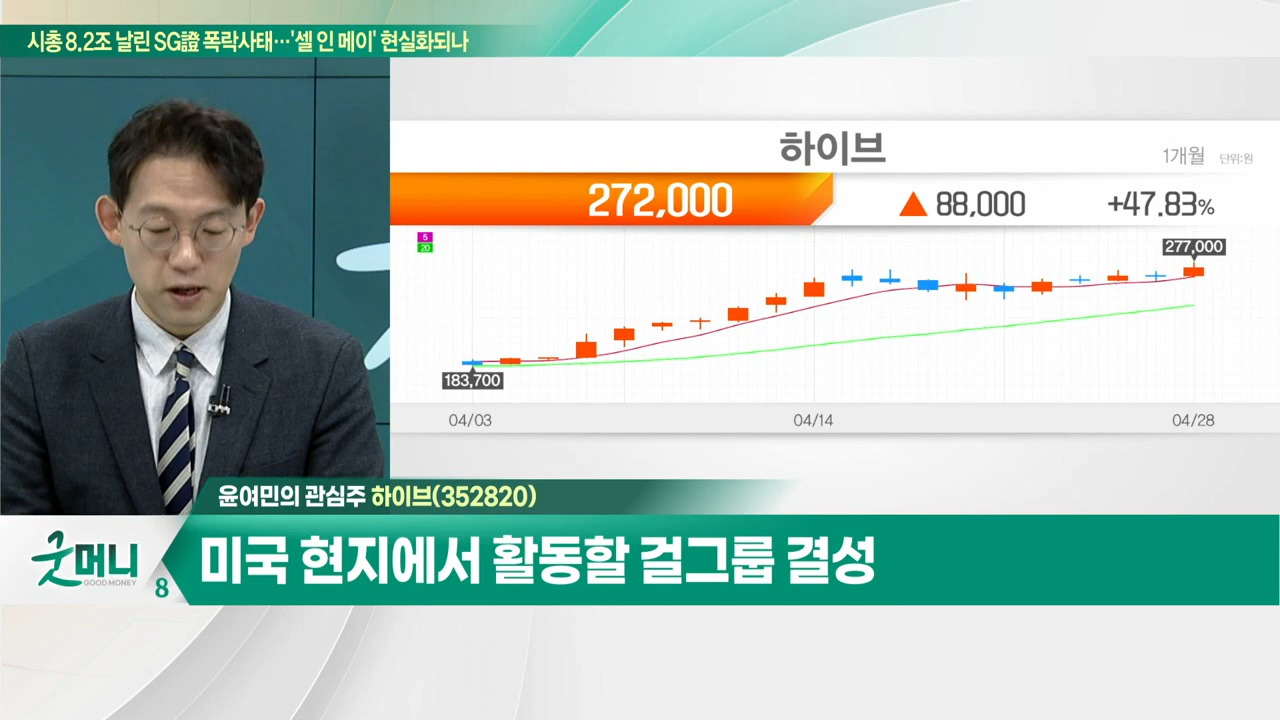 시총 8.2조 날린 SG證 폭락사태…'셀 인 메이' 현실화되나
하이브
1개월 단위:원
272,000 ▲ 88,000 +47.83%
5
20
277,000
183,700
04/03 04/14 04/28
윤여민의 관심주 하이브(352820)
굿머니
GOOD MONEY
8
미국 현지에서 활동할 걸그룹 결성